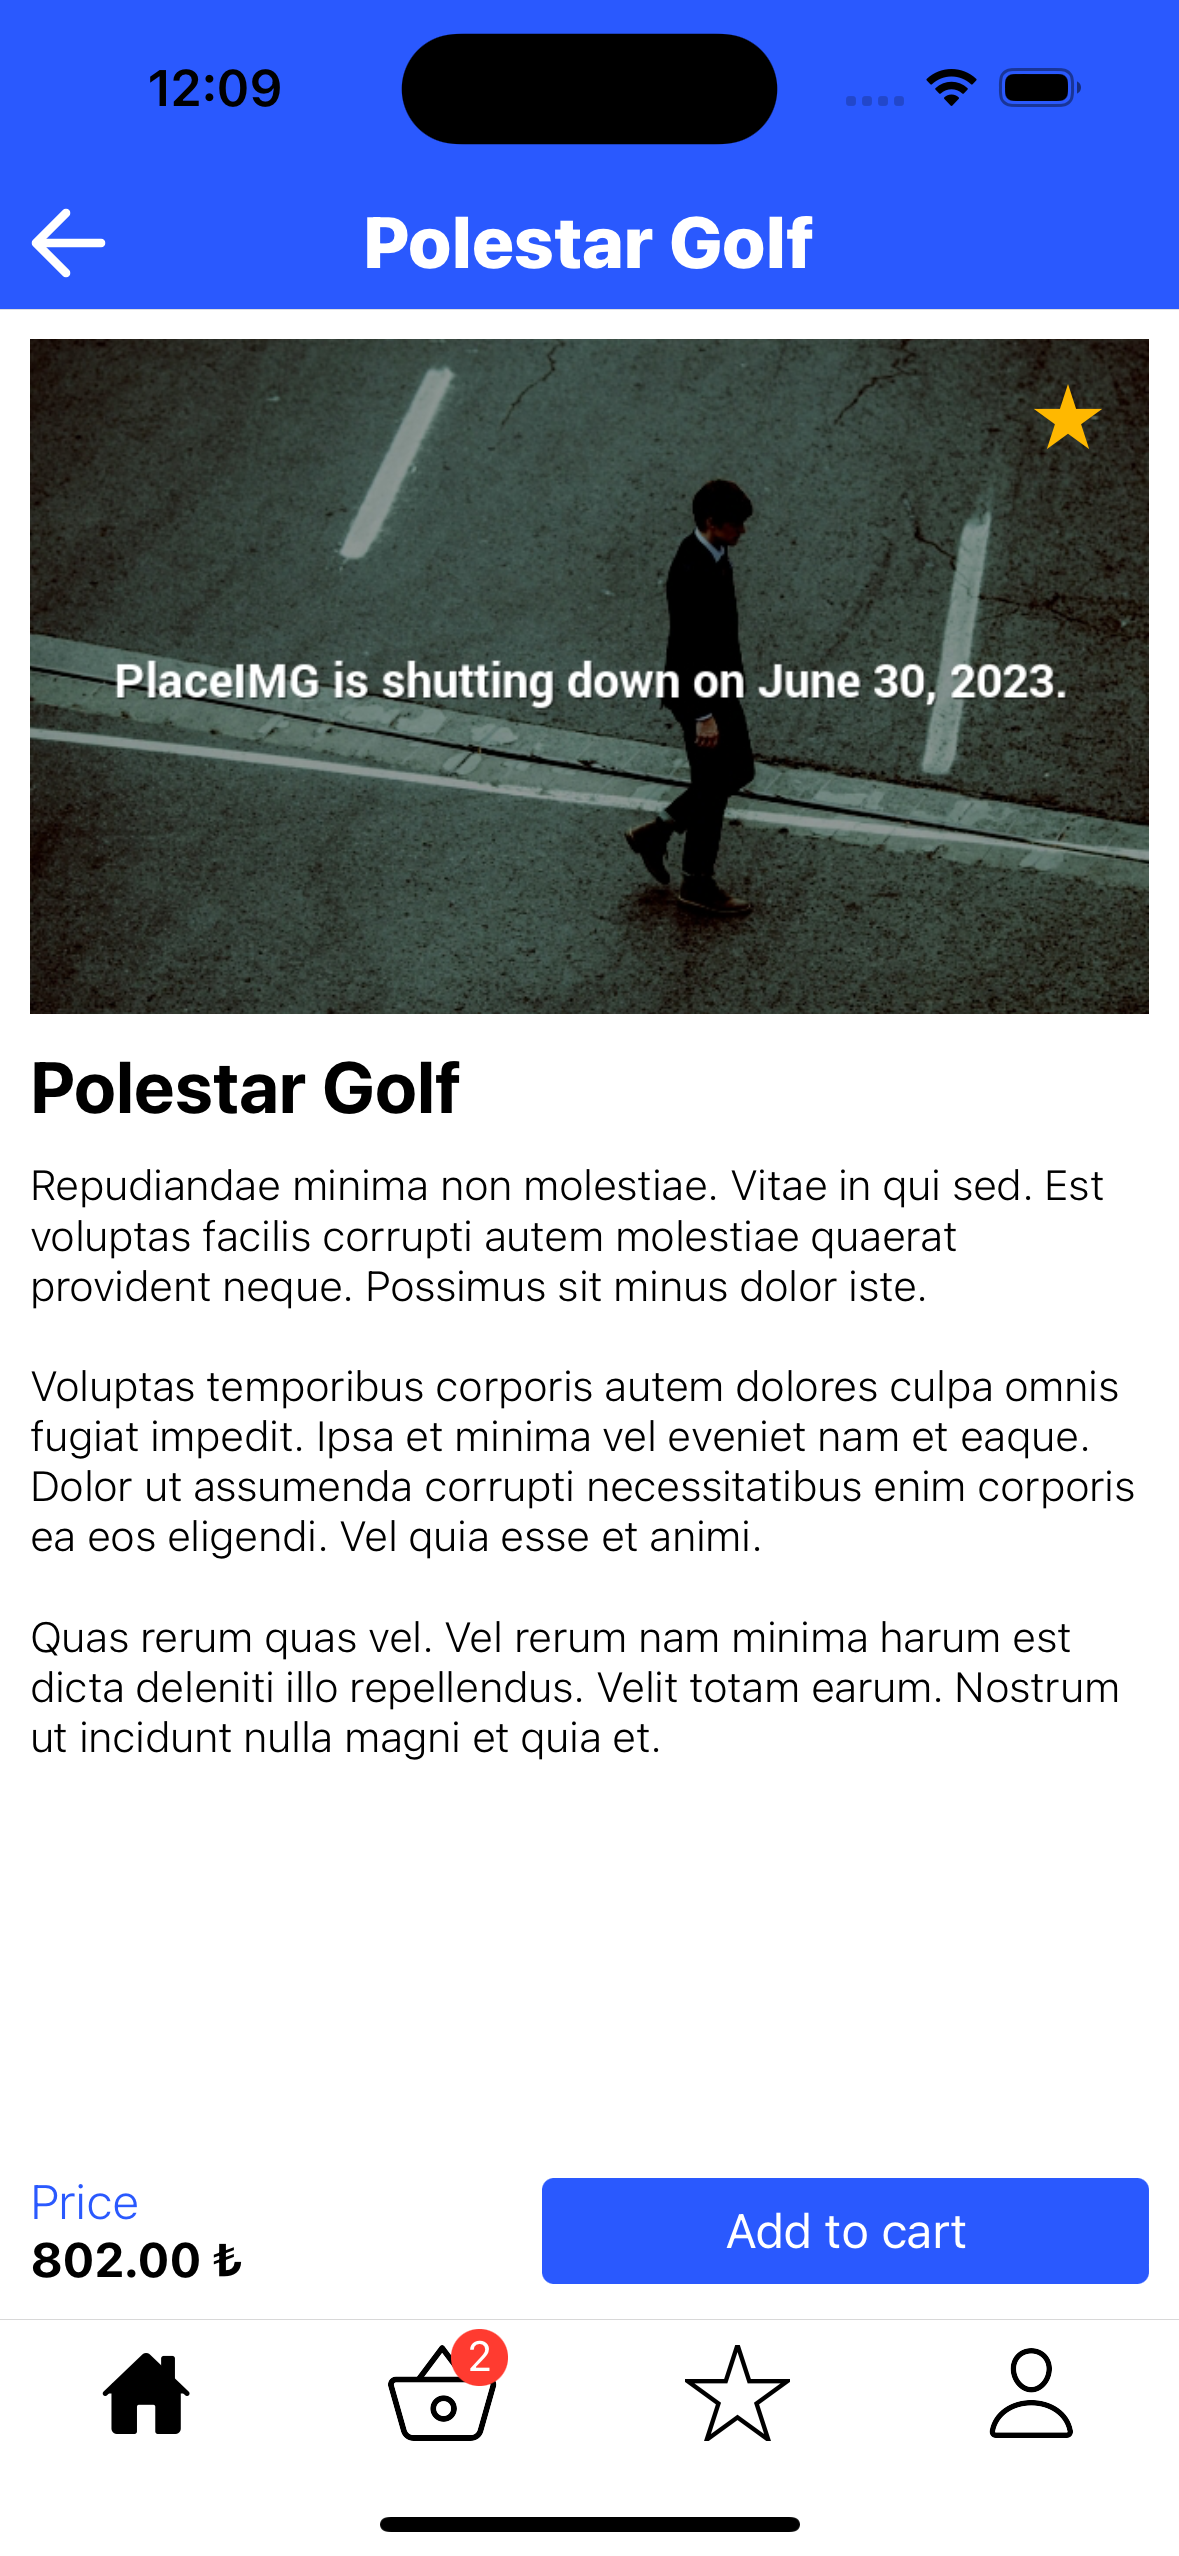 12:09
Polestar Golf
PlaceIMG is shutting down on June 30, 2023.
Polestar Golf
Repudiandae minima non molestiae. Vitae in qui sed. Est
voluptas facilis corrupti autem molestiae quaerat
provident neque. Possimus sit minus dolor iste.
Voluptas temporibus corporis autem dolores culpa omnis
fugiat impedit. Ipsa et minima vel eveniet nam et eaque.
Dolor ut assumenda corrupti necessitatibus enim corporis
ea eos eligendi. Vel quia esse et animi.
Quas rerum quas vel. Vel rerum nam minima harum est
dicta deleniti illo repellendus. Velit totam earum. Nostrum
ut incidunt nulla magni et quia et.
Price
802.00 ₺
Add to cart
2